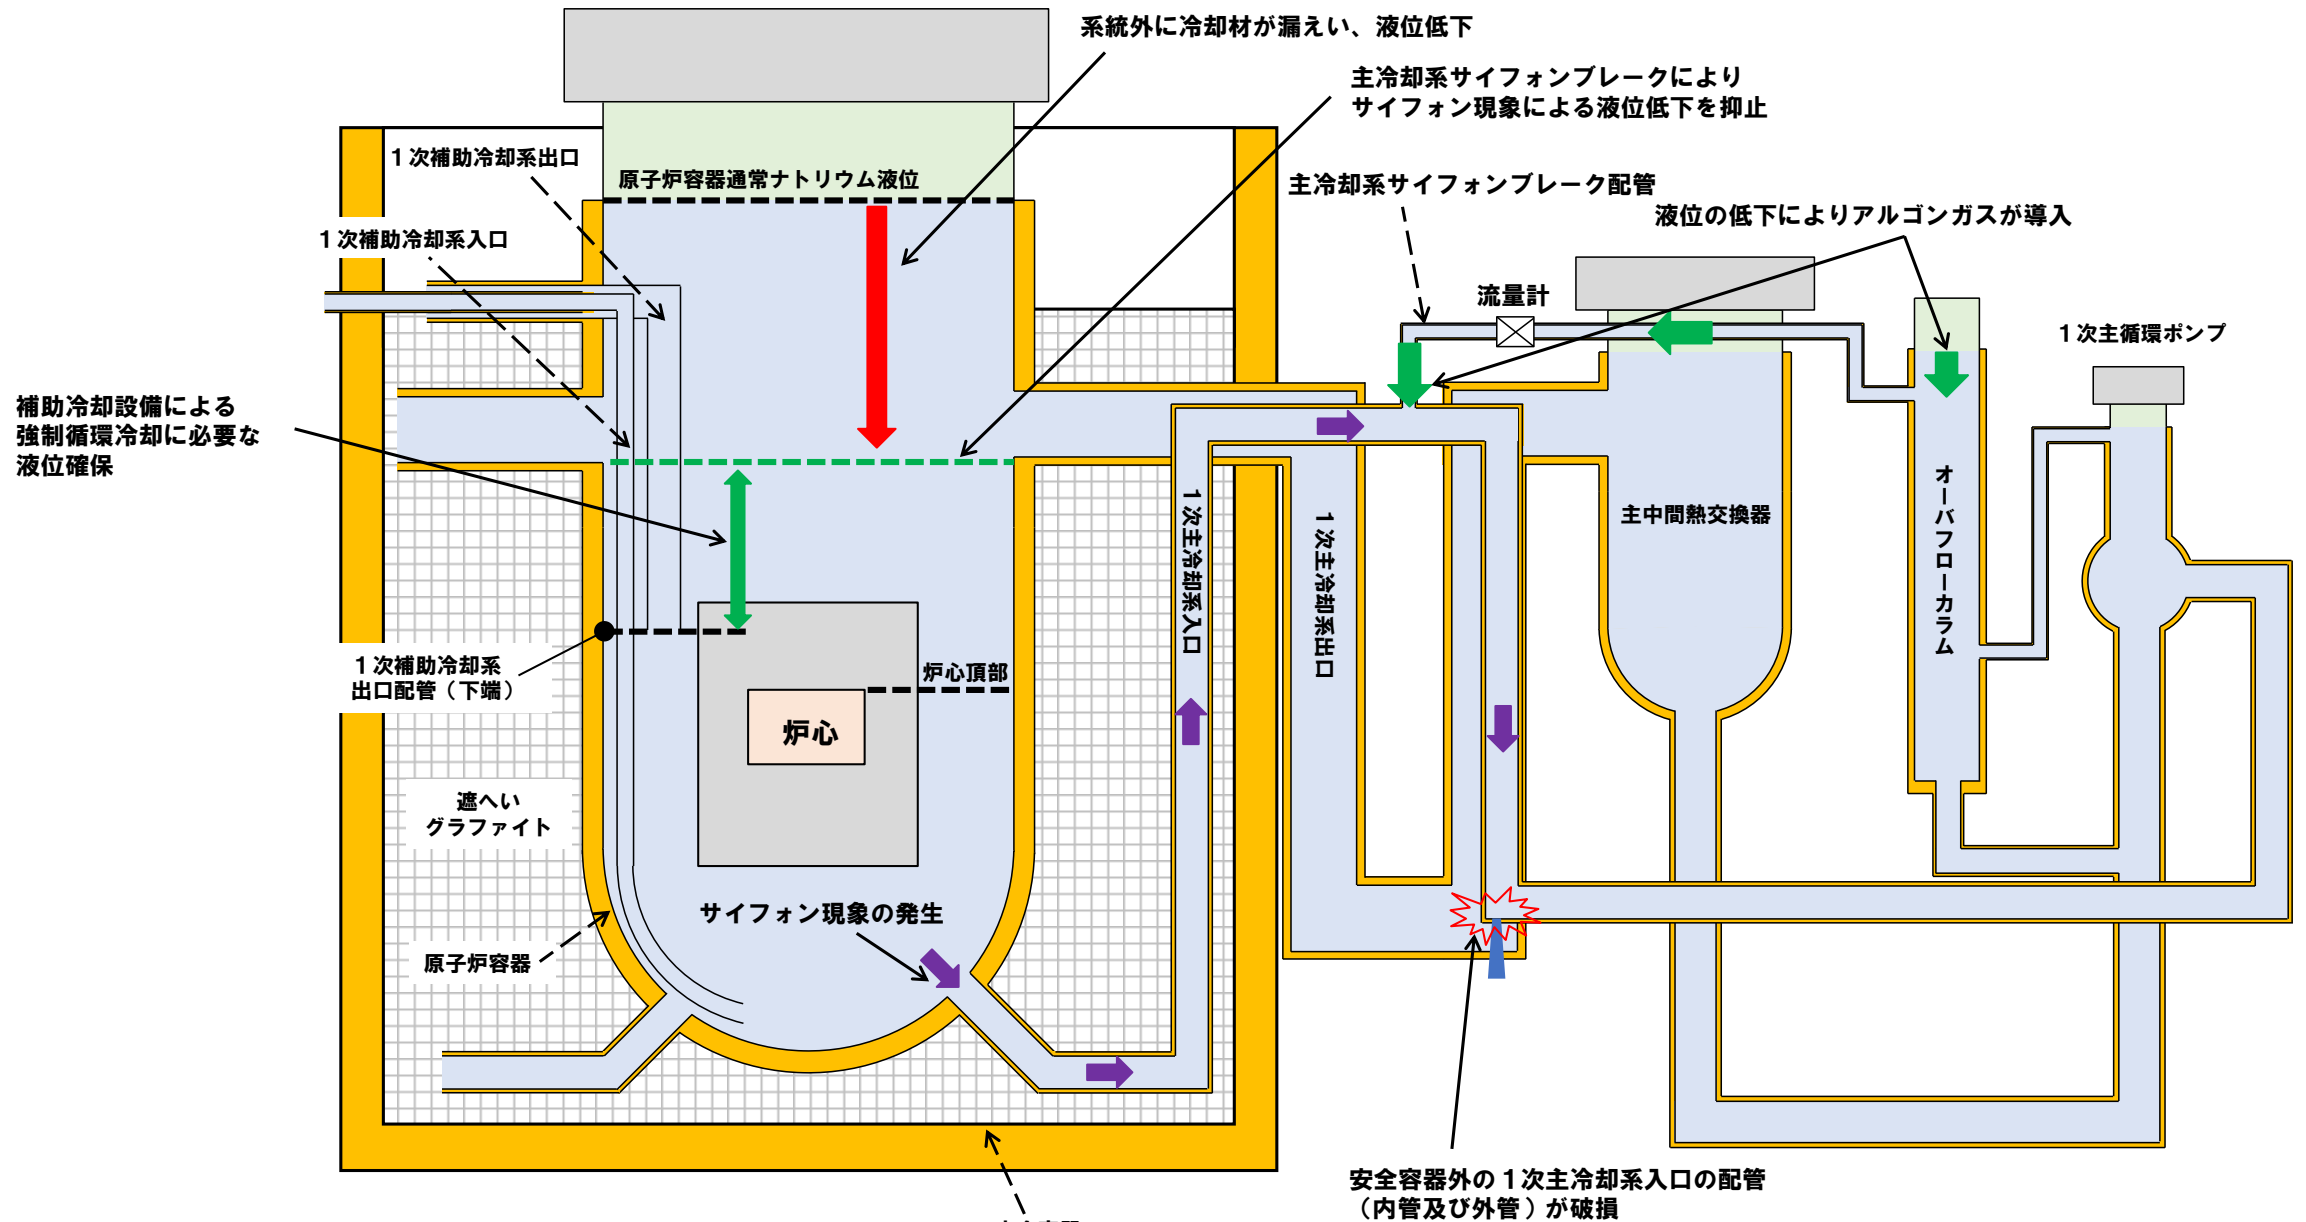 系統外に冷却材が漏えい、液位低下
主冷却系サイフォンブレークにより
サイフォン現象による液位低下を抑止
１次補助冷却系出口
原子炉容器通常ナトリウム液位
主冷却系サイフォンブレーク配管
液位の低下によりアルゴンガスが導入
１次補助冷却系入口
流量計
１次主循環ポンプ
補助冷却設備による
強制循環冷却に必要な
液位確保
１次主冷却系入口
１次主冷却系出口
主中間熱交換器
オーバフローカラム
１次補助冷却系
出口配管（下端）
炉心頂部
炉心
遮へい
グラファイト
サイフォン現象の発生
原子炉容器
安全容器外の１次主冷却系入口の配管
（内管及び外管）が破損